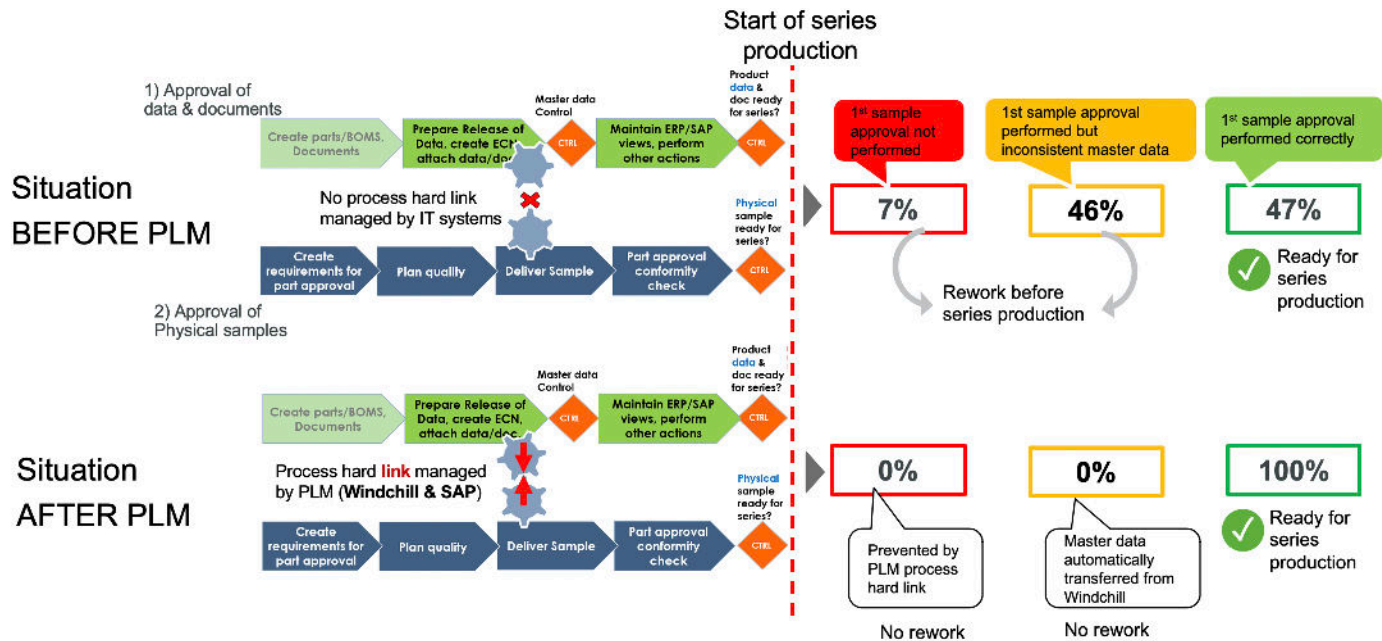 Start of series
production
1) Approval of
data & documents
Create parts/BOMS,
Documents
Prepare Release of
Data, create ECN,
attach data/doc.
Master data
Control
CTRL
Maintain ERP/SAP
views, perform
other actions
Product
data &
doc ready
for series?
CTRL
1st sample
approval not
performed
1st sample approval
performed but
inconsistent master data
1st sample approval
performed correctly
Situation
BEFORE PLM
No process hard link
managed by IT systems
Physical
sample
ready for
series?
7%
46%
47%
Create
requirements for
part approval
Plan quality
Deliver Sample
Part approval
conformity
check
CTRL
Rework before
series production
Ready for
series
production
2) Approval of
Physical samples
Create parts/BOMS,
Documents
Prepare Release of
Data, create ECN,
attach data/doc.
Master data
Control
CTRL
Maintain ERP/SAP
views, perform
other actions
Product
data &
doc ready
for series?
CTRL
Situation
AFTER PLM
Process hard link managed
by PLM (Windchill & SAP)
Physical
sample
ready for
series?
0%
0%
100%
Create
requirements for
part approval
Plan quality
Deliver Sample
Part approval
conformity
check
CTRL
Prevented by
PLM process
hard link
Master data
automatically
transferred from
Windchill
Ready for
series
production
No rework
No rework